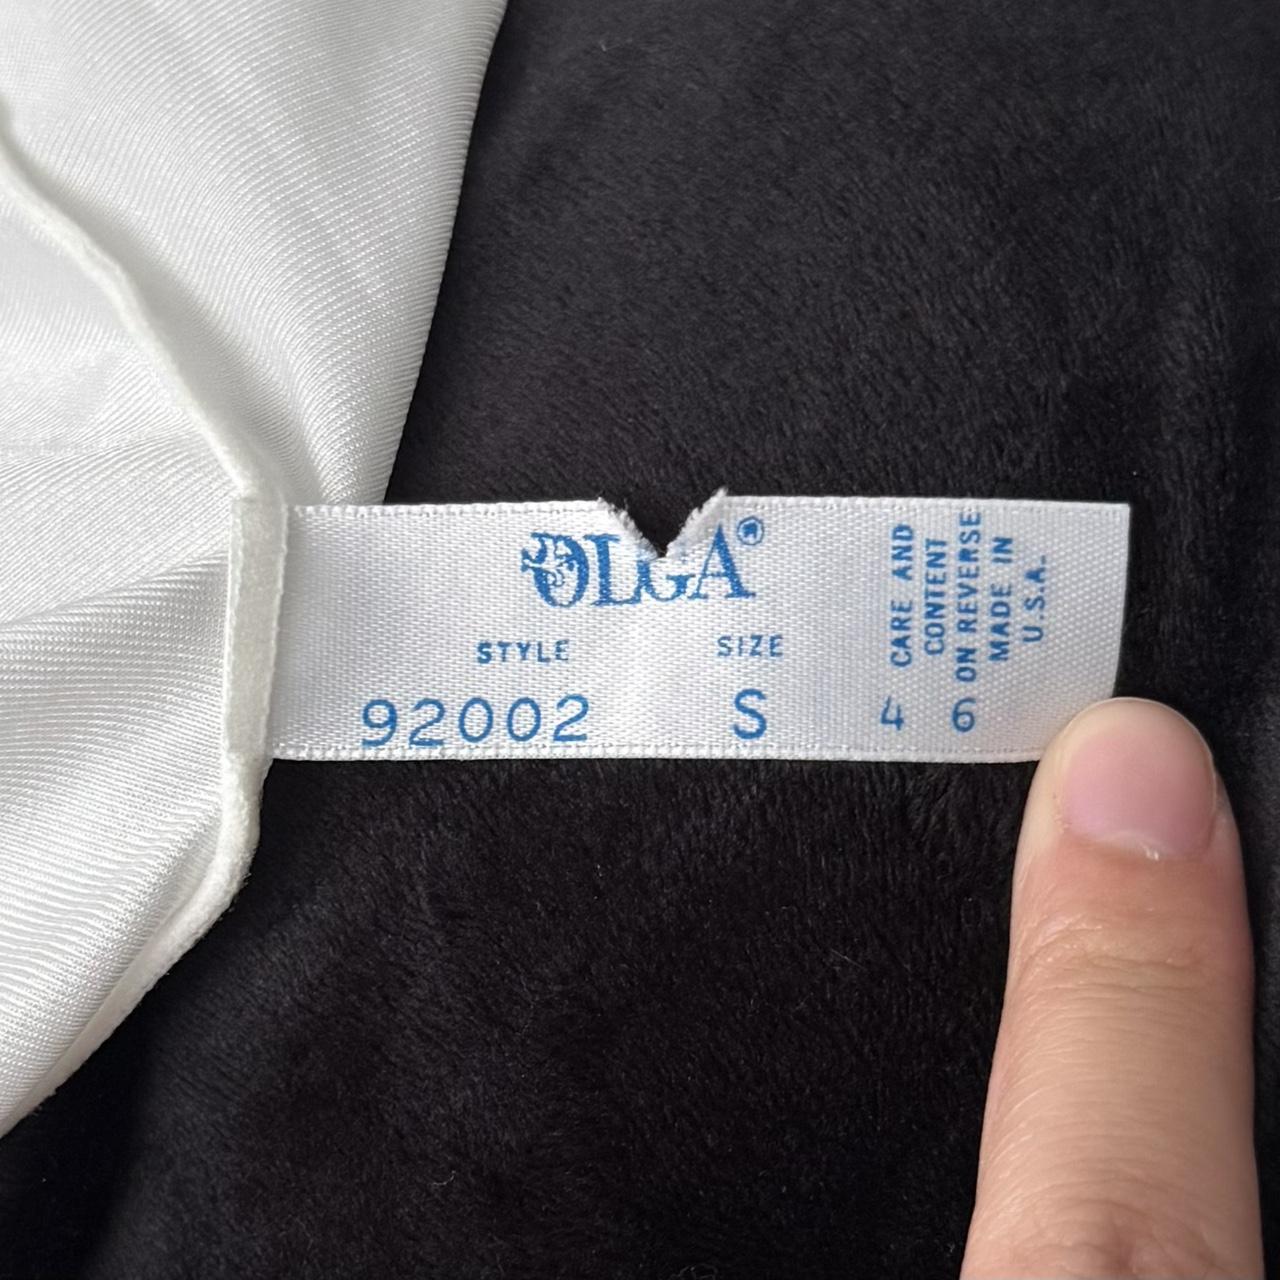 OLGA®
STYLE SIZE
92002 S 4 6
CARE AND
CONTENT
ON REVERSE
MADE IN
U.S.A.